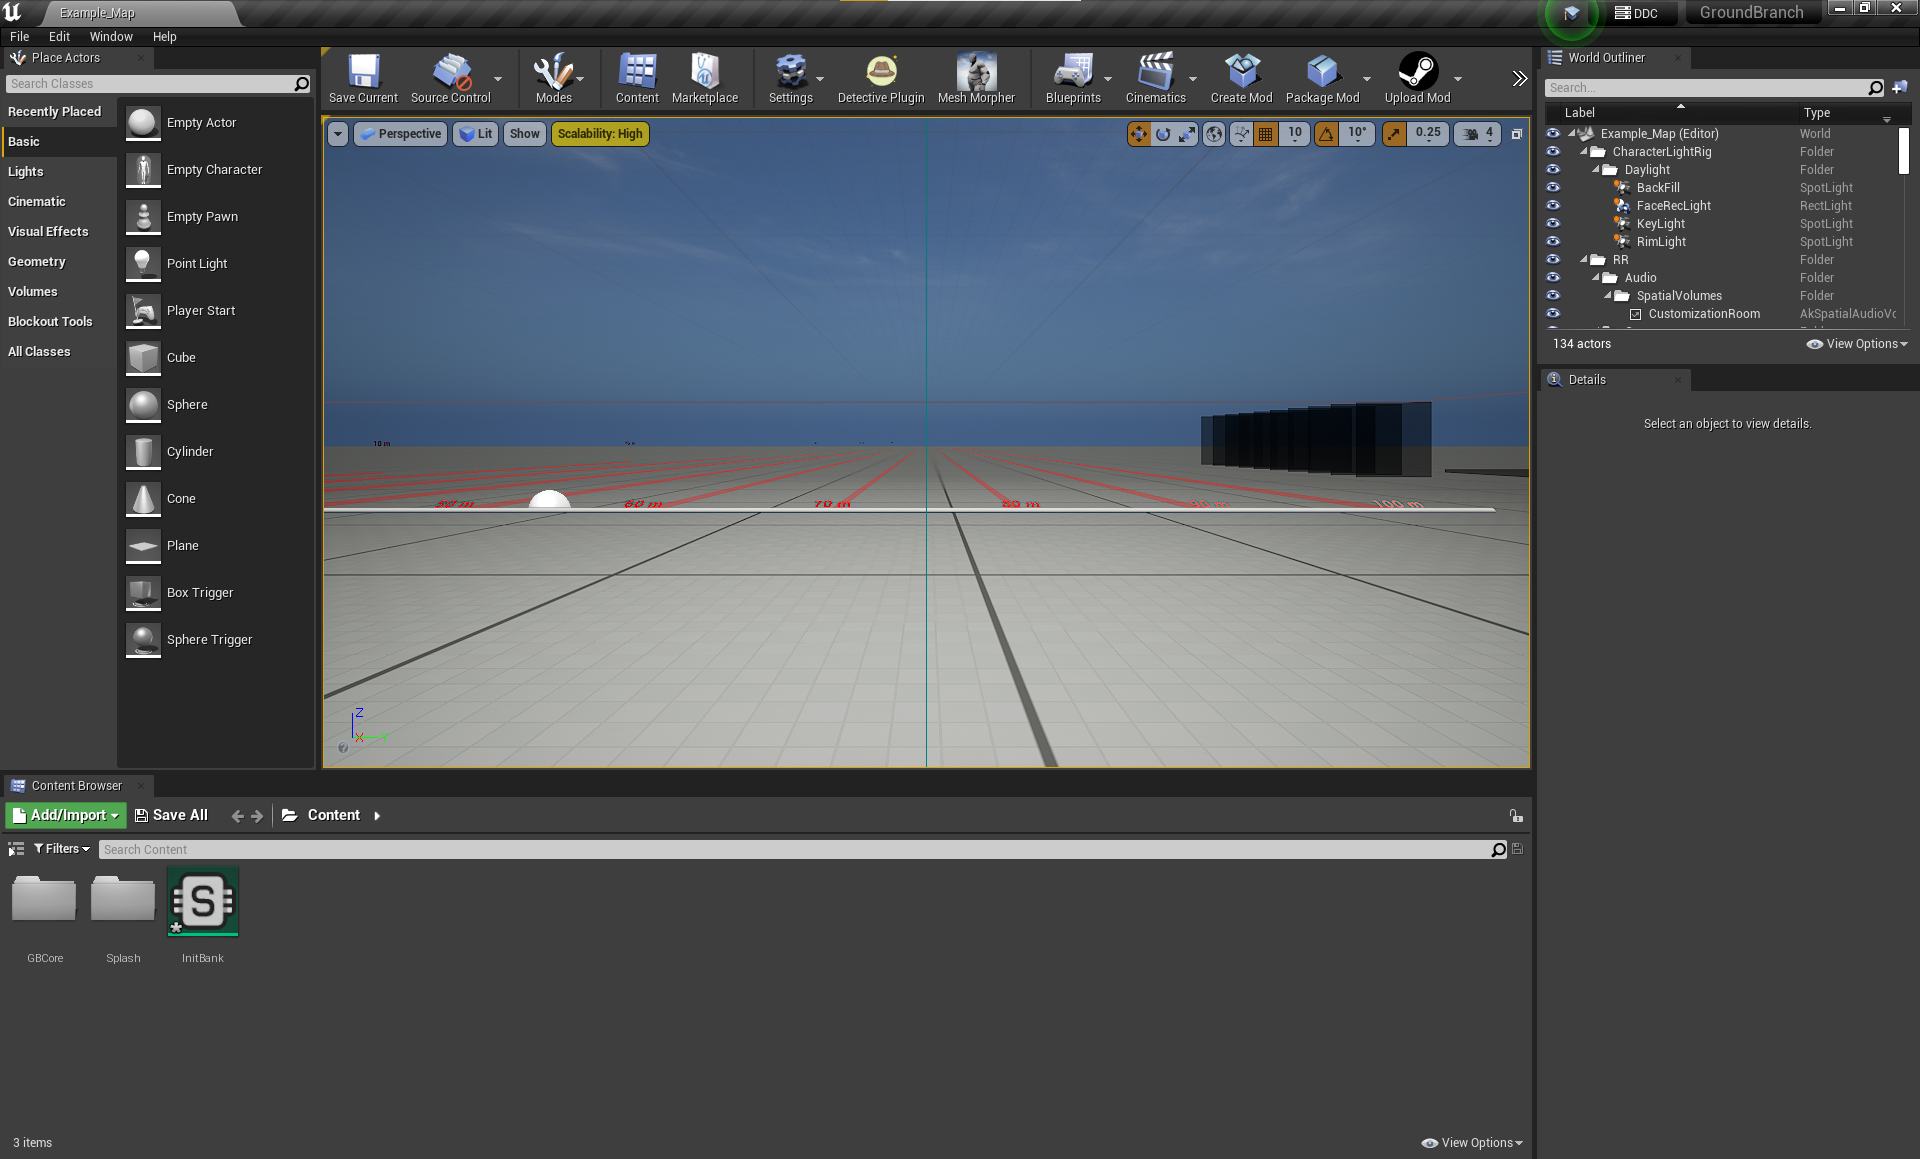 Example_Map
DDC
GroundBranch
File Edit Window Help
Place Actors
Search Classes
Recently Placed
Basic
Lights
Cinematic
Visual Effects
Geometry
Volumes
Blockout Tools
All Classes
Empty Actor
Empty Character
Empty Pawn
Point Light
Player Start
Cube
Sphere
Cylinder
Cone
Plane
Box Trigger
Sphere Trigger
Save Current
Source Control
Modes
Content
Marketplace
Settings
Detective Plugin
Mesh Morpher
Blueprints
Cinematics
Create Mod
Package Mod
Upload Mod
Perspective
Lit
Show
Scalability: High
10
10°
0.25
4
10 m
70 m
100 m
Z
X
Y
World Outliner
Search...
Label Type
Example_Map (Editor) World
CharacterLightRig Folder
Daylight Folder
BackFill SpotLight
FaceRecLight RectLight
KeyLight SpotLight
RimLight SpotLight
RR Folder
Audio Folder
SpatialVolumes Folder
CustomizationRoom AkSpatialAudioVo
134 actors
View Options
Details
Select an object to view details.
Content Browser
Add/Import
Save All
Content
Filters
Search Content
GBCore
Splash
S
InitBank
3 items
View Options